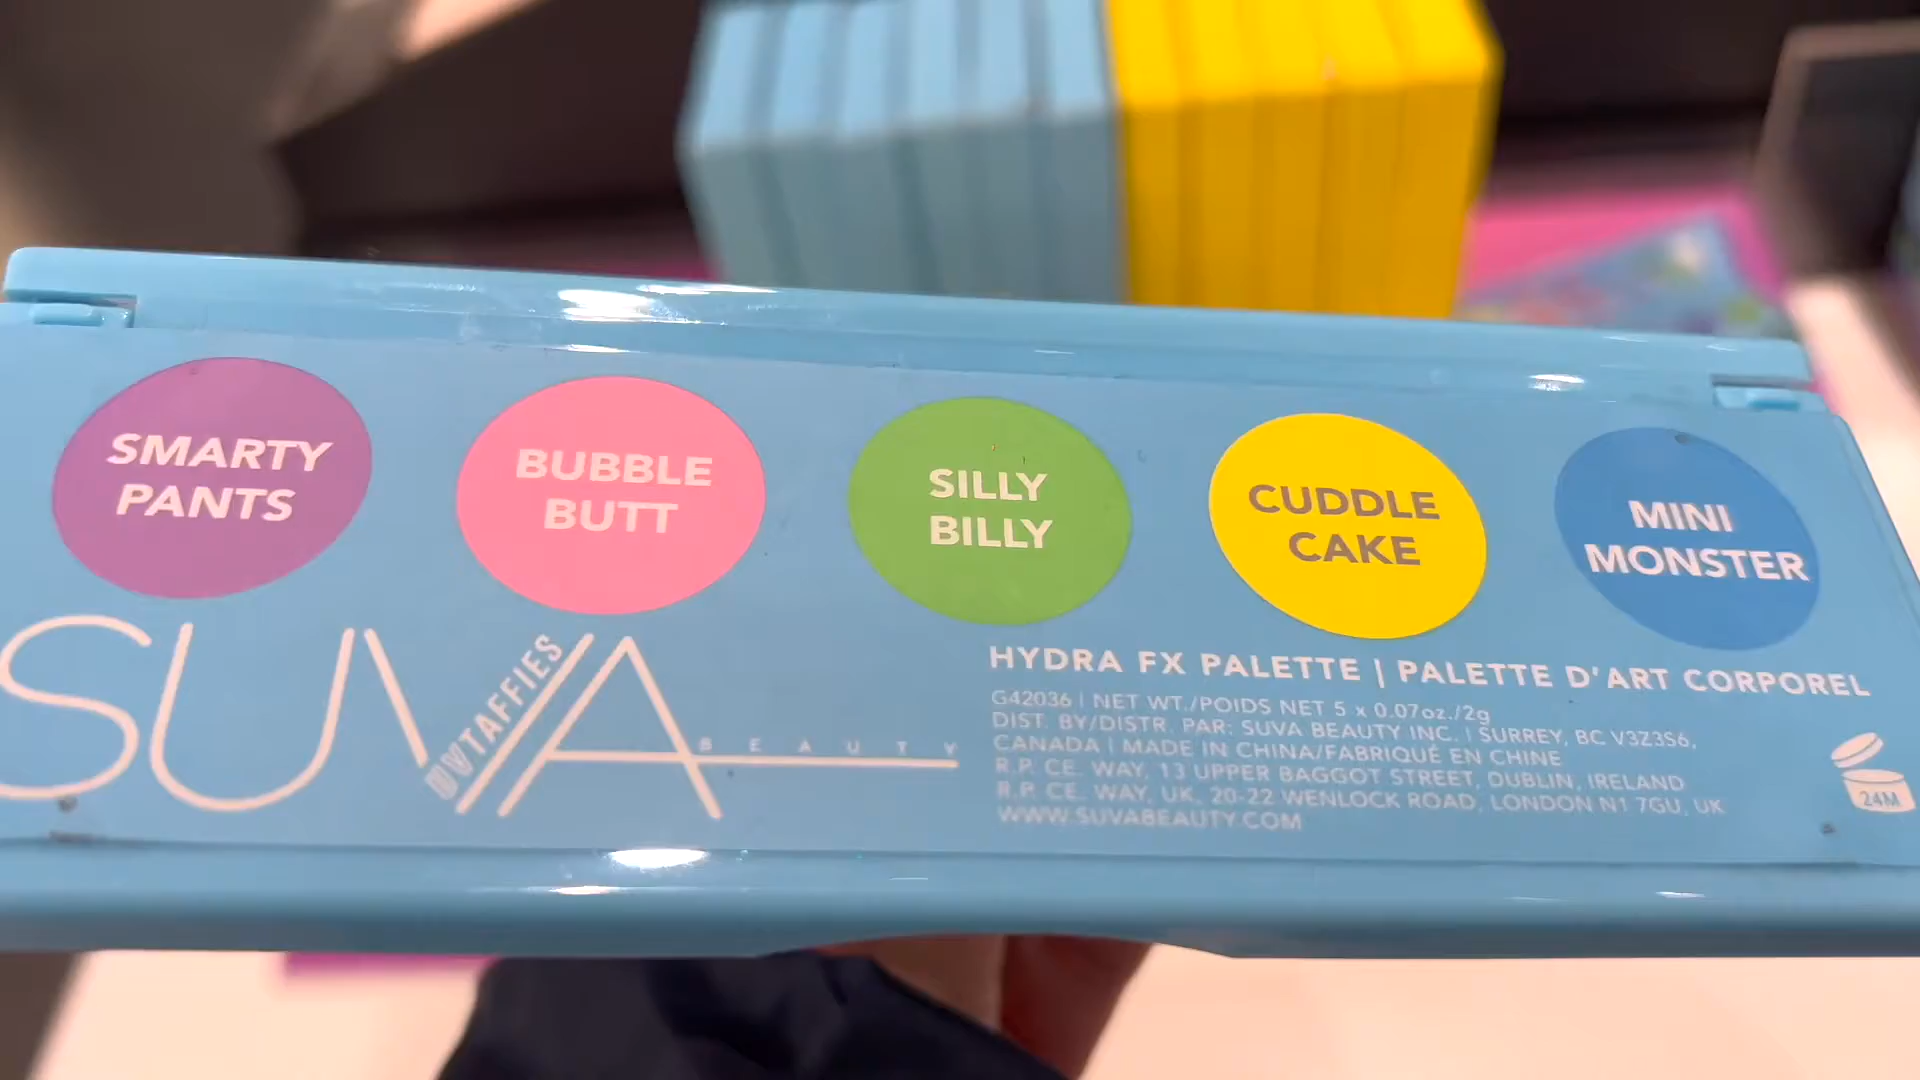 SMARTY
PANTS
BUBBLE
BUTT
SILLY
BILLY
CUDDLE
CAKE
MINI
MONSTER
SUVA
UVTAFFIES
BEAUTY
HYDRA FX PALETTE | PALETTE D'ART CORPOREL
G42036 | NET WT./POIDS NET 5 x 0.07oz./2g
DIST. BY/DISTR. PAR: SUVA BEAUTY INC. | SURREY, BC V3Z3S6,
CANADA | MADE IN CHINA/FABRIQUÉ EN CHINE
R.P. CE. WAY, 13 UPPER BAGGOT STREET, DUBLIN, IRELAND
R.P. CE. WAY, UK, 20-22 WENLOCK ROAD, LONDON N1 7GU, UK
WWW.SUVABEAUTY.COM
24M